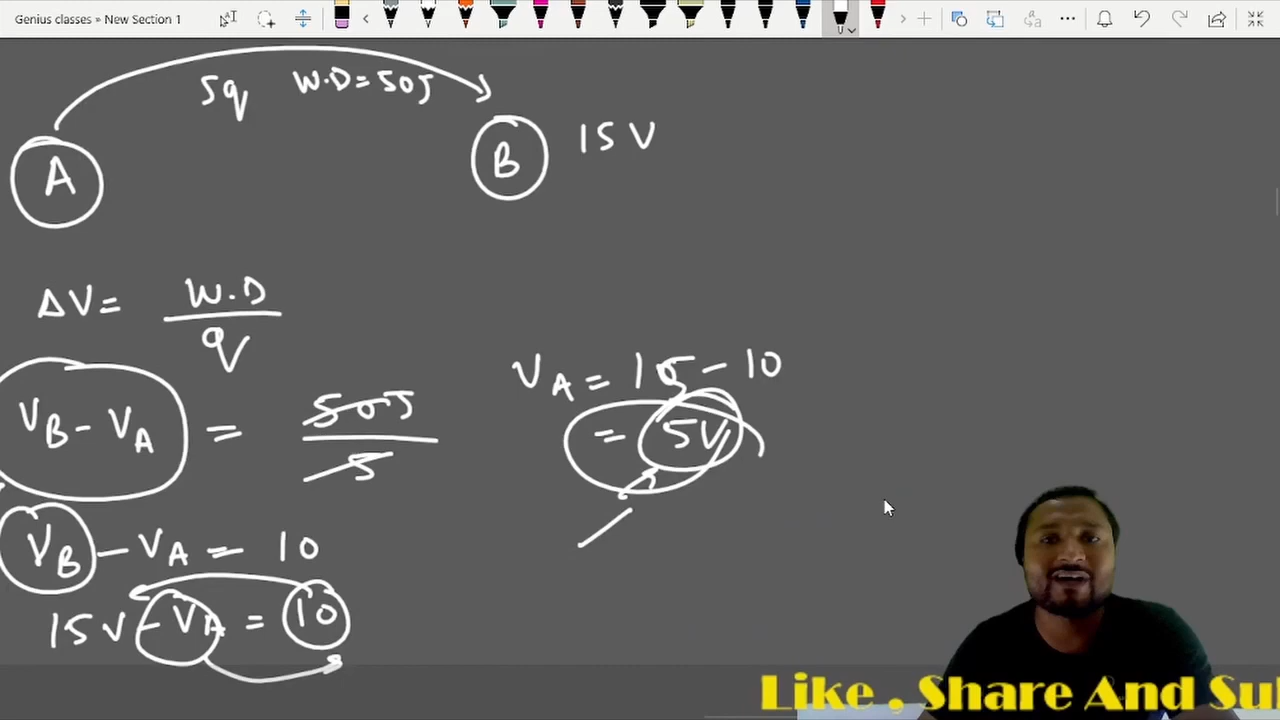 Genius classes » New Section 1
5q W.D=50J
A
B 15 V
ΔV= W.D
q
VB - VA = 50J
5
VA = 15 - 10
= 5V
VB - VA = 10
15V - VA = 10
Like . Share And Su